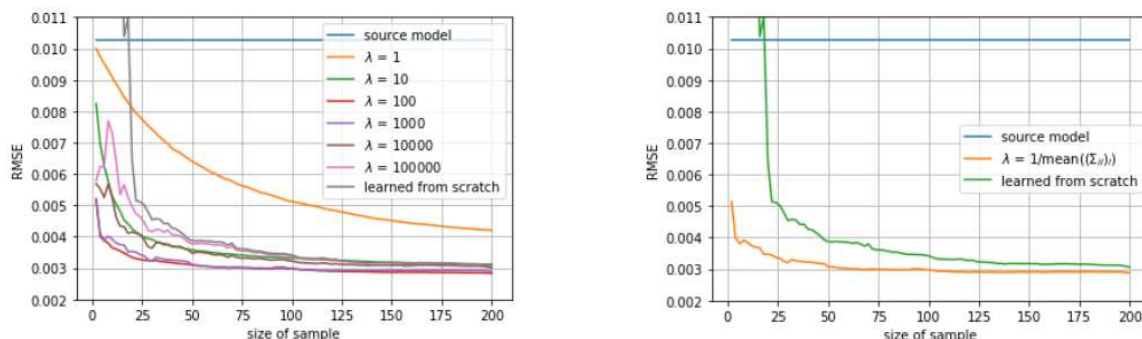 0.011
0.010
0.009
0.008
0.007
0.006
0.005
0.004
0.003
0.002
RMSE
0 25 50 75 100 125 150 175 200
size of sample
source model
λ = 1
λ = 10
λ = 100
λ = 1000
λ = 10000
λ = 100000
learned from scratch
0.011
0.010
0.009
0.008
0.007
0.006
0.005
0.004
0.003
0.002
RMSE
0 25 50 75 100 125 150 175 200
size of sample
source model
λ = 1/mean((Σᵢᵢ)ᵢ)
learned from scratch